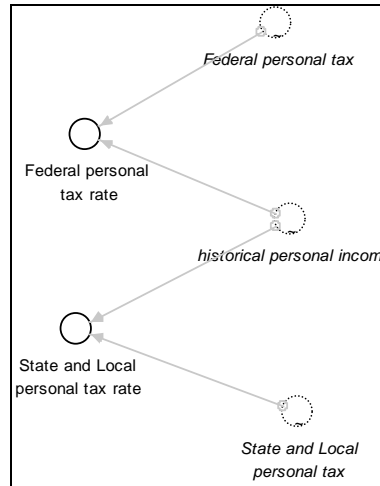 Federal personal tax
Federal personal
tax rate
historical personal incom
State and Local
personal tax rate
State and Local
personal tax